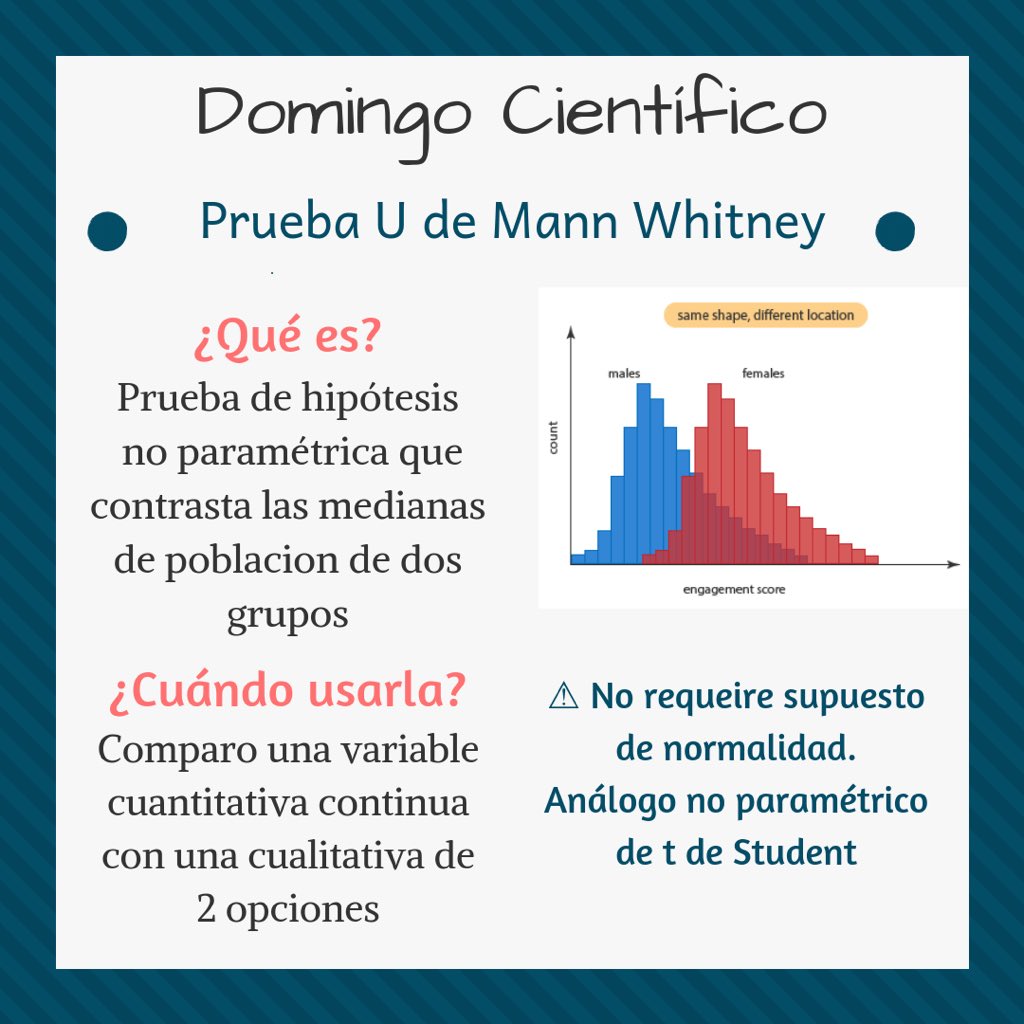 Domingo Científico
Prueba U de Mann Whitney
¿Qué es?
Prueba de hipótesis
no paramétrica que
contrasta las medianas
de poblacion de dos
grupos
same shape, different location
males
females
count
engagement score
¿Cuándo usarla?
Comparo una variable
cuantitativa continua
con una cualitativa de
2 opciones
⚠ No requeire supuesto
de normalidad.
Análogo no paramétrico
de t de Student